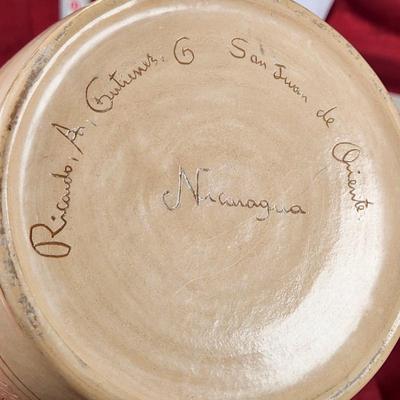 Ricardo, A, Gutierrez. G San Juan de Oriente.
Nicaragua